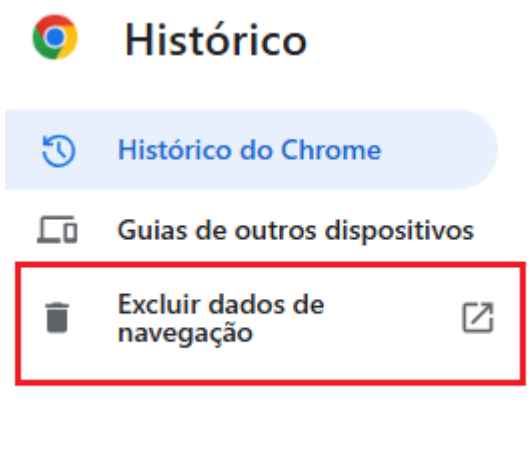 Histórico
Histórico do Chrome
Guias de outros dispositivos
Excluir dados de
navegação